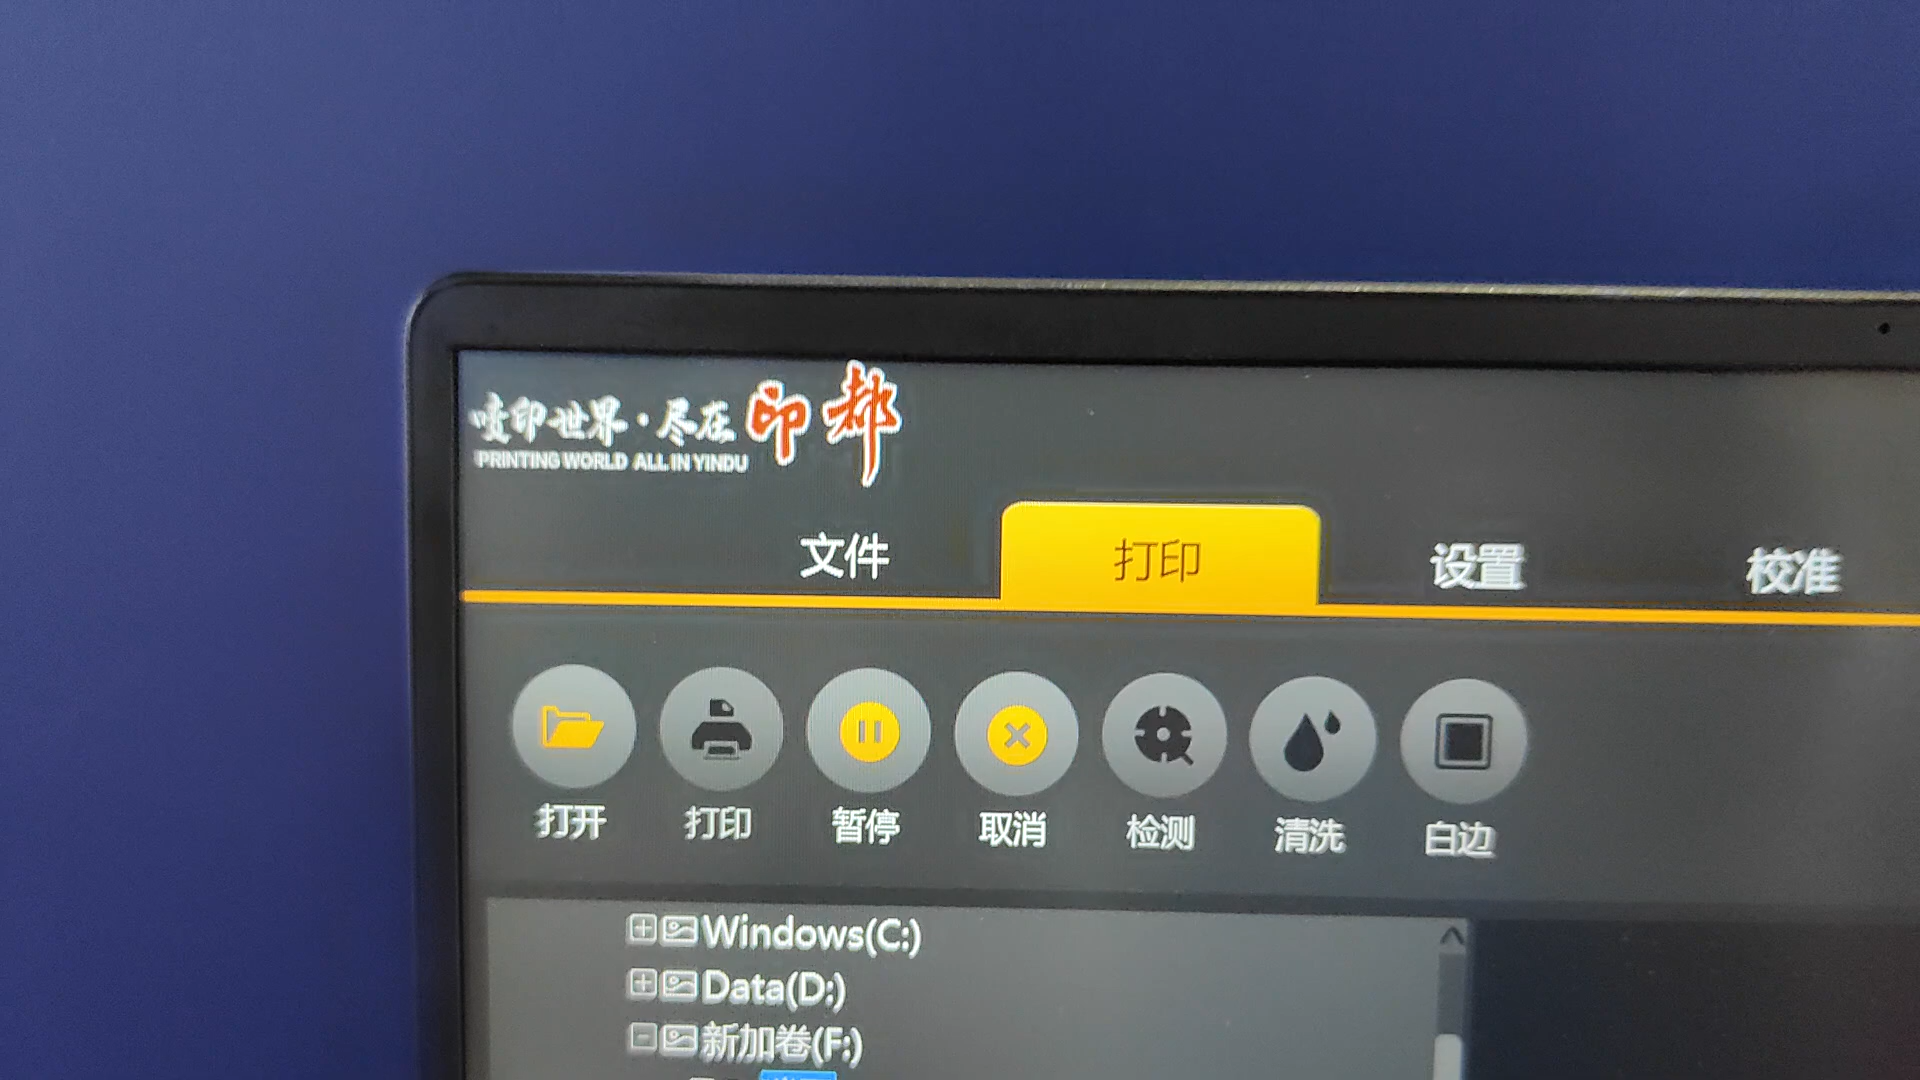 喷印世界·尽在印都
PRINTING WORLD ALL IN YINDU
文件 打印 设置 校准
打开 打印 暂停 取消 检测 清洗 白边
Windows(C:)
Data(D:)
新加卷(F:)